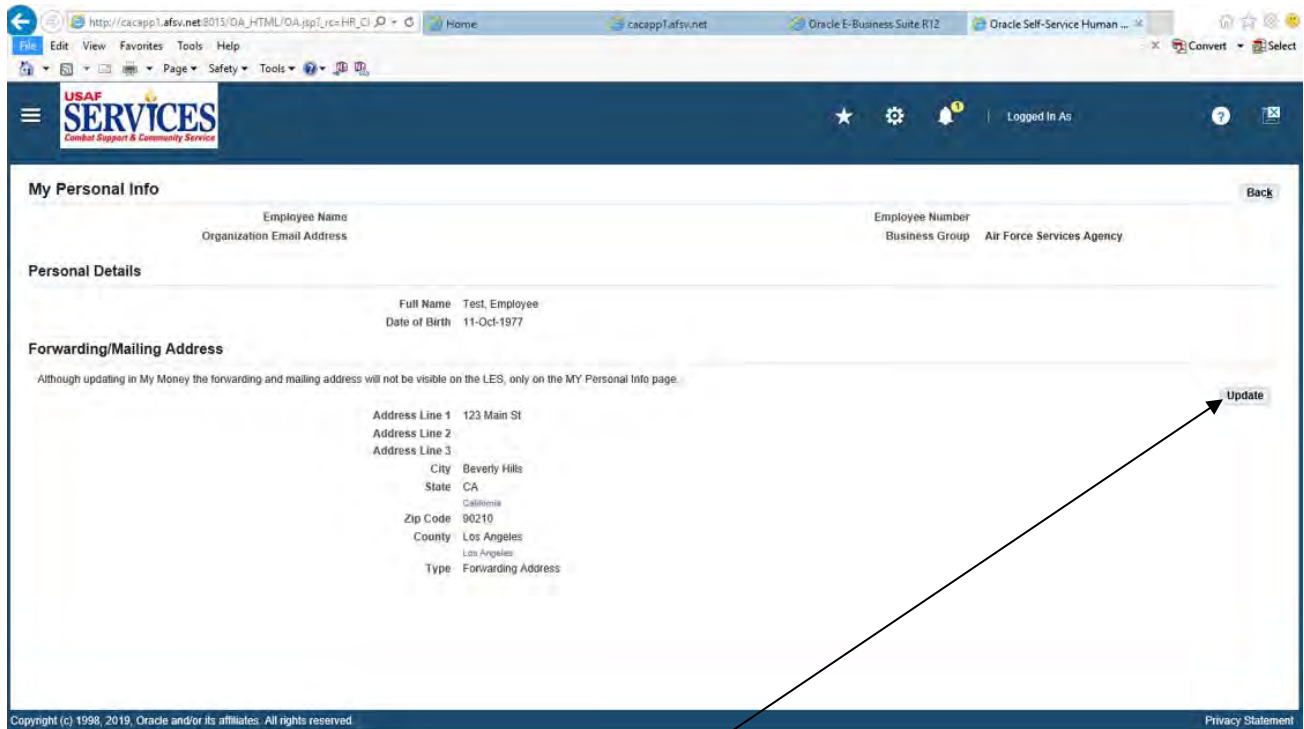 http://cacapp1.afsv.net:8015/OA_HTML/OA.jsp?_rc=HR_CI
Home
cacapp1.afsv.net
Oracle E-Business Suite R12
Oracle Self-Service Human ...
File Edit View Favorites Tools Help
Convert Select
Page Safety Tools
USAF
SERVICES
Combat Support & Community Service
1
Logged In As
My Personal Info
Back
Employee Name
Employee Number
Organization Email Address
Business Group Air Force Services Agency
Personal Details
Full Name Test, Employee
Date of Birth 11-Oct-1977
Forwarding/Mailing Address
Although updating in My Money the forwarding and mailing address will not be visible on the LES, only on the MY Personal Info page.
Update
Address Line 1 123 Main St
Address Line 2
Address Line 3
City Beverly Hills
State CA
California
Zip Code 90210
County Los Angeles
Los Angeles
Type Forwarding Address
Copyright (c) 1998, 2019, Oracle and/or its affiliates. All rights reserved.
Privacy Statement